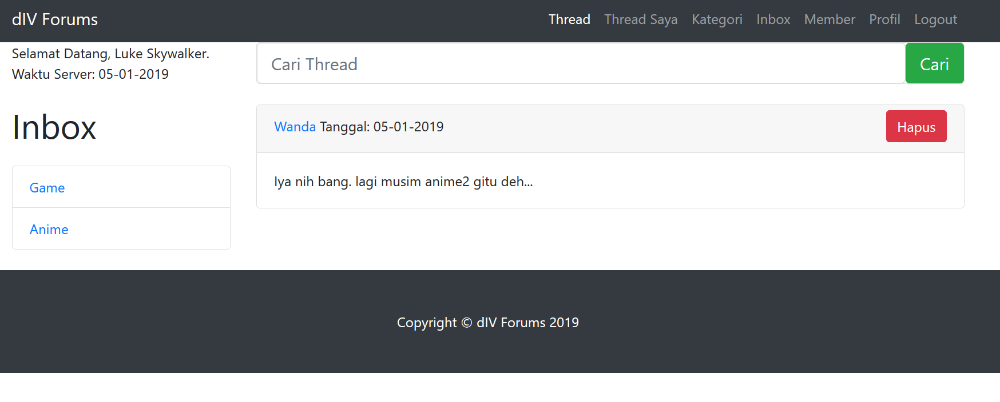 dIV Forums
Thread Thread Saya Kategori Inbox Member Profil Logout
Selamat Datang, Luke Skywalker.
Waktu Server: 05-01-2019
Inbox
Game
Anime
Cari Thread
Cari
Wanda Tanggal: 05-01-2019
Hapus
Iya nih bang. lagi musim anime2 gitu deh...
Copyright © dIV Forums 2019